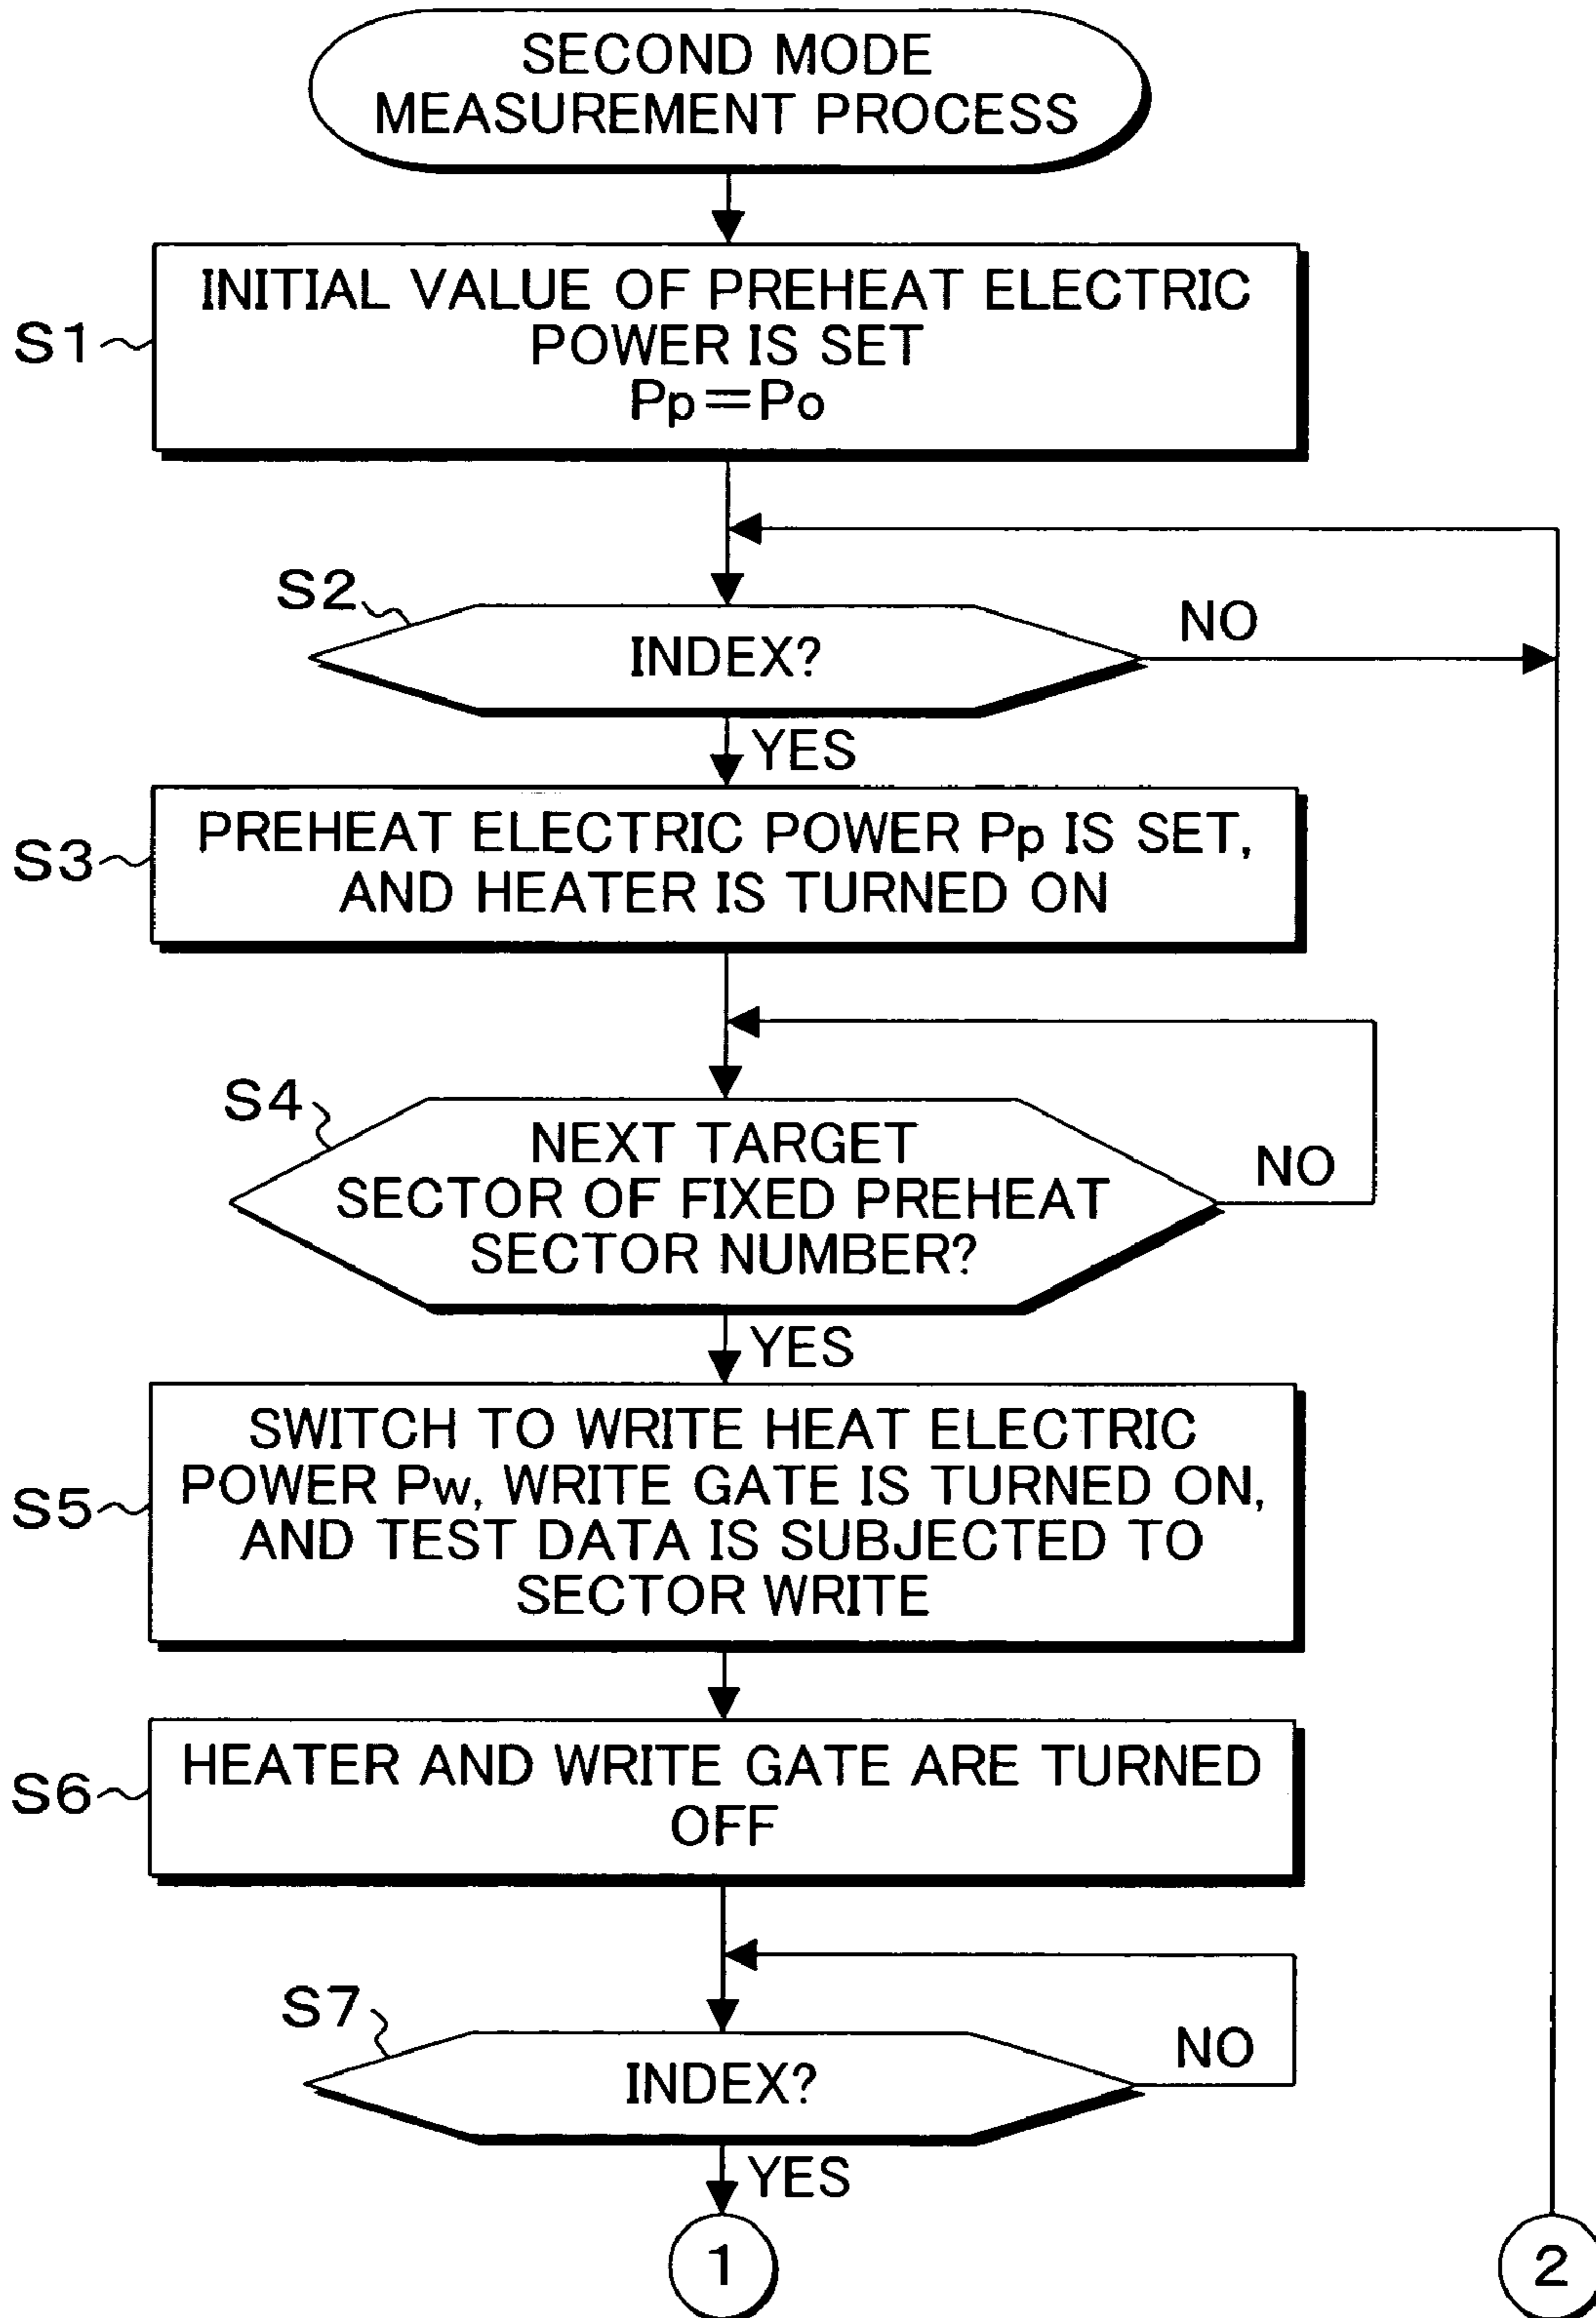 SECOND MODE
MEASUREMENT PROCESS
S1
INITIAL VALUE OF PREHEAT ELECTRIC
POWER IS SET
Pp=Po
S2
INDEX?
NO
YES
S3
PREHEAT ELECTRIC POWER Pp IS SET,
AND HEATER IS TURNED ON
S4
NEXT TARGET
SECTOR OF FIXED PREHEAT
SECTOR NUMBER?
NO
YES
S5
SWITCH TO WRITE HEAT ELECTRIC
POWER Pw, WRITE GATE IS TURNED ON,
AND TEST DATA IS SUBJECTED TO
SECTOR WRITE
S6
HEATER AND WRITE GATE ARE TURNED
OFF
S7
INDEX?
NO
YES
1
2